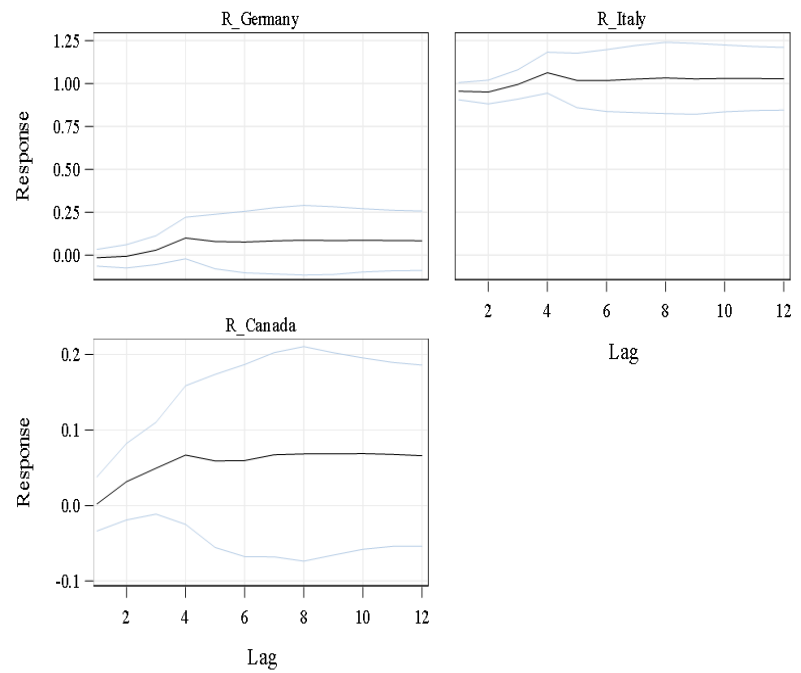 R_Germany
R_Italy
1.25
1.00
0.75
0.50
0.25
0.00
Response
2 4 6 8 10 12
Lag
R_Canada
0.2
0.1
0.0
-0.1
Response
2 4 6 8 10 12
Lag